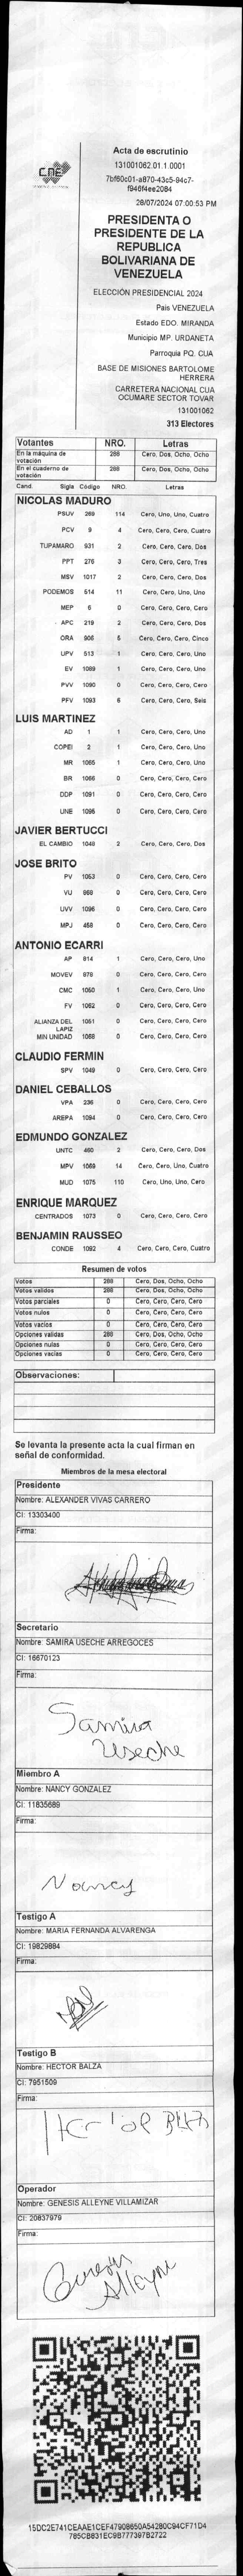 CNE
Acta de escrutinio
131001062.01.1.0001
7bf60c01-a870-43c5-94c7-
f946f4ee2084
28/07/2024 07:00:53 PM
PRESIDENTA O
PRESIDENTE DE LA
REPUBLICA
BOLIVARIANA DE
VENEZUELA
ELECCIÓN PRESIDENCIAL 2024
País VENEZUELA
Estado EDO. MIRANDA
Municipio MP. URDANETA
Parroquia PQ. CUA
BASE DE MISIONES BARTOLOME
HERRERA
CARRETERA NACIONAL CUA
OCUMARE SECTOR TOVAR
131001062
313 Electores
Votantes NRO. Letras
En la máquina de votación 288 Cero, Dos, Ocho, Ocho
En el cuaderno de votación 288 Cero, Dos, Ocho, Ocho
Cand. Sigla Código NRO. Letras
NICOLAS MADURO
PSUV 269 114 Cero, Uno, Uno, Cuatro
PCV 9 4 Cero, Cero, Cero, Cuatro
TUPAMARO 931 2 Cero, Cero, Cero, Dos
PPT 276 3 Cero, Cero, Cero, Tres
MSV 1017 2 Cero, Cero, Cero, Dos
PODEMOS 514 11 Cero, Cero, Uno, Uno
MEP 6 0 Cero, Cero, Cero, Cero
APC 219 2 Cero, Cero, Cero, Dos
ORA 906 5 Cero, Cero, Cero, Cinco
UPV 513 1 Cero, Cero, Cero, Uno
EV 1089 1 Cero, Cero, Cero, Uno
PVV 1090 0 Cero, Cero, Cero, Cero
PFV 1093 6 Cero, Cero, Cero, Seis
LUIS MARTINEZ
AD 1 1 Cero, Cero, Cero, Uno
COPEI 2 1 Cero, Cero, Cero, Uno
MR 1065 1 Cero, Cero, Cero, Uno
BR 1066 0 Cero, Cero, Cero, Cero
DDP 1091 0 Cero, Cero, Cero, Cero
UNE 1095 0 Cero, Cero, Cero, Cero
JAVIER BERTUCCI
EL CAMBIO 1048 2 Cero, Cero, Cero, Dos
JOSE BRITO
PV 1053 0 Cero, Cero, Cero, Cero
VU 968 0 Cero, Cero, Cero, Cero
UVV 1096 0 Cero, Cero, Cero, Cero
MPJ 458 0 Cero, Cero, Cero, Cero
ANTONIO ECARRI
AP 814 1 Cero, Cero, Cero, Uno
MOVEV 878 0 Cero, Cero, Cero, Cero
CMC 1050 1 Cero, Cero, Cero, Uno
FV 1062 0 Cero, Cero, Cero, Cero
ALIANZA DEL LAPIZ 1051 0 Cero, Cero, Cero, Cero
MIN UNIDAD 1068 0 Cero, Cero, Cero, Cero
CLAUDIO FERMIN
SPV 1049 0 Cero, Cero, Cero, Cero
DANIEL CEBALLOS
VPA 236 0 Cero, Cero, Cero, Cero
AREPA 1094 0 Cero, Cero, Cero, Cero
EDMUNDO GONZALEZ
UNTC 460 2 Cero, Cero, Cero, Dos
MPV 1069 14 Cero, Cero, Uno, Cuatro
MUD 1075 110 Cero, Uno, Uno, Cero
ENRIQUE MARQUEZ
CENTRADOS 1073 0 Cero, Cero, Cero, Cero
BENJAMIN RAUSSEO
CONDE 1092 4 Cero, Cero, Cero, Cuatro
Resumen de votos
Votos 288 Cero, Dos, Ocho, Ocho
Votos validos 288 Cero, Dos, Ocho, Ocho
Votos parciales 0 Cero, Cero, Cero, Cero
Votos nulos 0 Cero, Cero, Cero, Cero
Votos vacios 0 Cero, Cero, Cero, Cero
Opciones validas 288 Cero, Dos, Ocho, Ocho
Opciones nulas 0 Cero, Cero, Cero, Cero
Opciones vacias 0 Cero, Cero, Cero, Cero
Observaciones:
Se levanta la presente acta la cual firman en
señal de conformidad.
Miembros de la mesa electoral
Presidente
Nombre: ALEXANDER VIVAS CARRERO
CI: 13303400
Firma:
Secretario
Nombre: SAMIRA USECHE ARREGOCES
CI: 16670123
Firma:
Samira
Useche
Miembro A
Nombre: NANCY GONZALEZ
CI: 11835689
Firma:
Nancy
Testigo A
Nombre: MARIA FERNANDA ALVARENGA
CI: 19829884
Firma:
Testigo B
Nombre: HECTOR BALZA
CI: 7951509
Firma:
Operador
Nombre: GENESIS ALLEYNE VILLAMIZAR
CI: 20837979
Firma:
Genesis
Alleyne
15DC2E741CEAAE1CEF47908650A54280C94CF71D4
785CB831EC9B777397B2722